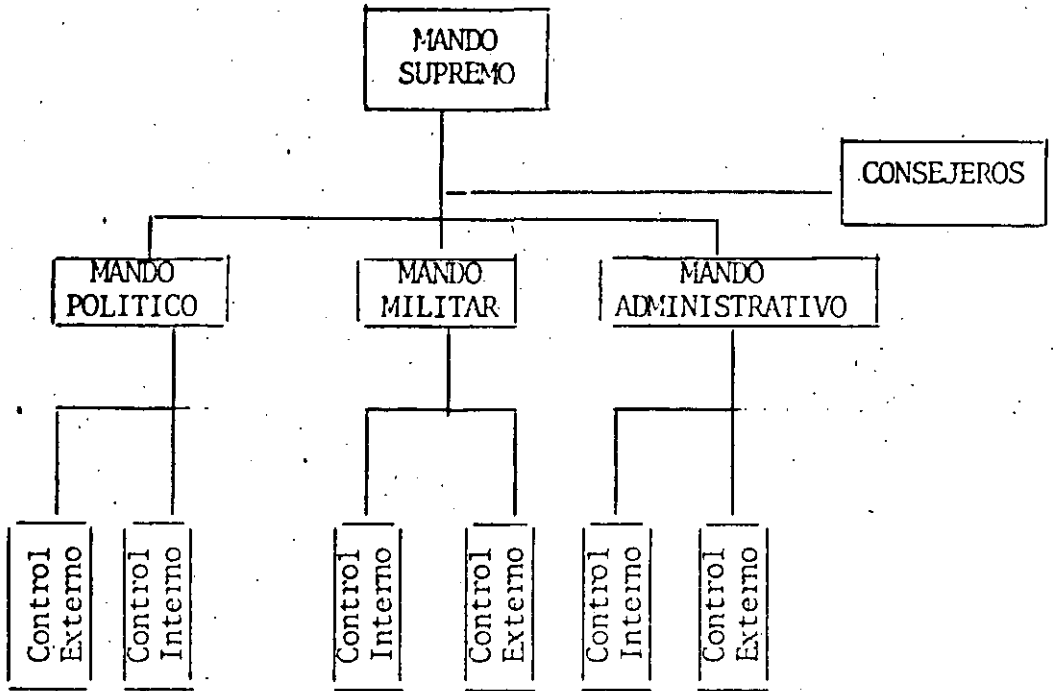 MANDO
SUPREMO
CONSEJEROS
MANDO
POLITICO
MANDO
MILITAR
MANDO
ADMINISTRATIVO
Control
Externo
Control
Interno
Control
Interno
Control
Externo
Control
Interno
Control
Externo